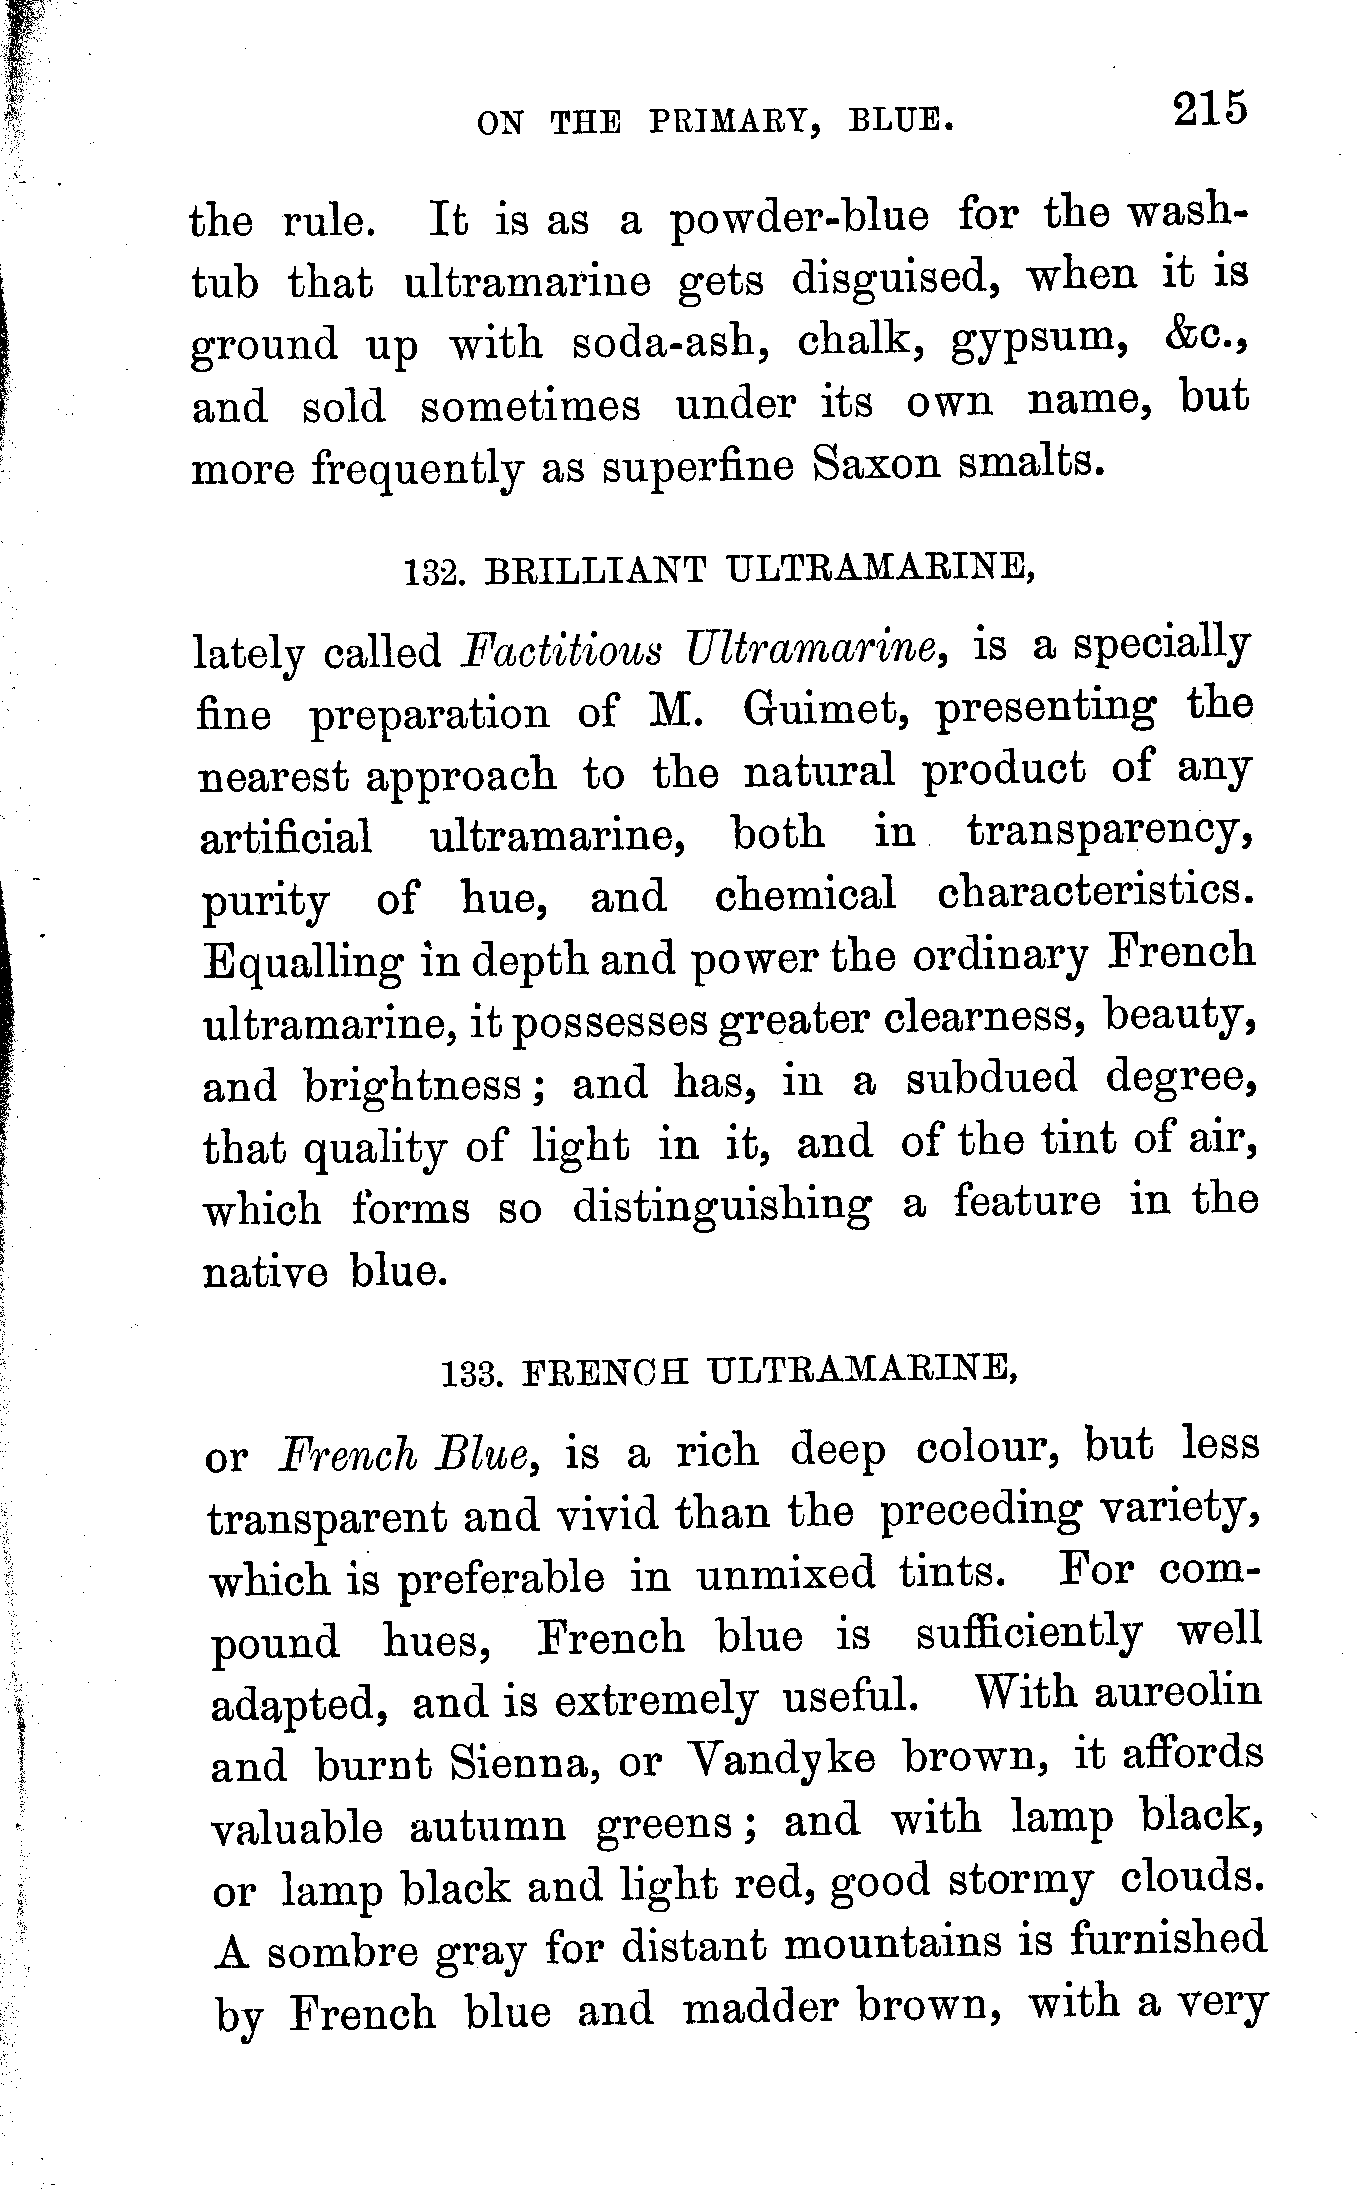 ON THE PRIMARY, BLUE. 215
the rule. It is as a powder-blue for the wash-
tub that ultramarine gets disguised, when it is
ground up with soda-ash, chalk, gypsum, &c.,
and sold sometimes under its own name, but
more frequently as superfine Saxon smalts.
132. BRILLIANT ULTRAMARINE,
lately called Factitious Ultramarine, is a specially
fine preparation of M. Guimet, presenting the
nearest approach to the natural product of any
artificial ultramarine, both in transparency,
purity of hue, and chemical characteristics.
Equalling in depth and power the ordinary French
ultramarine, it possesses greater clearness, beauty,
and brightness; and has, in a subdued degree,
that quality of light in it, and of the tint of air,
which forms so distinguishing a feature in the
native blue.
133. FRENCH ULTRAMARINE,
or French Blue, is a rich deep colour, but less
transparent and vivid than the preceding variety,
which is preferable in unmixed tints. For com-
pound hues, French blue is sufficiently well
adapted, and is extremely useful. With aureolin
and burnt Sienna, or Vandyke brown, it affords
valuable autumn greens; and with lamp black,
or lamp black and light red, good stormy clouds.
A sombre gray for distant mountains is furnished
by French blue and madder brown, with a very